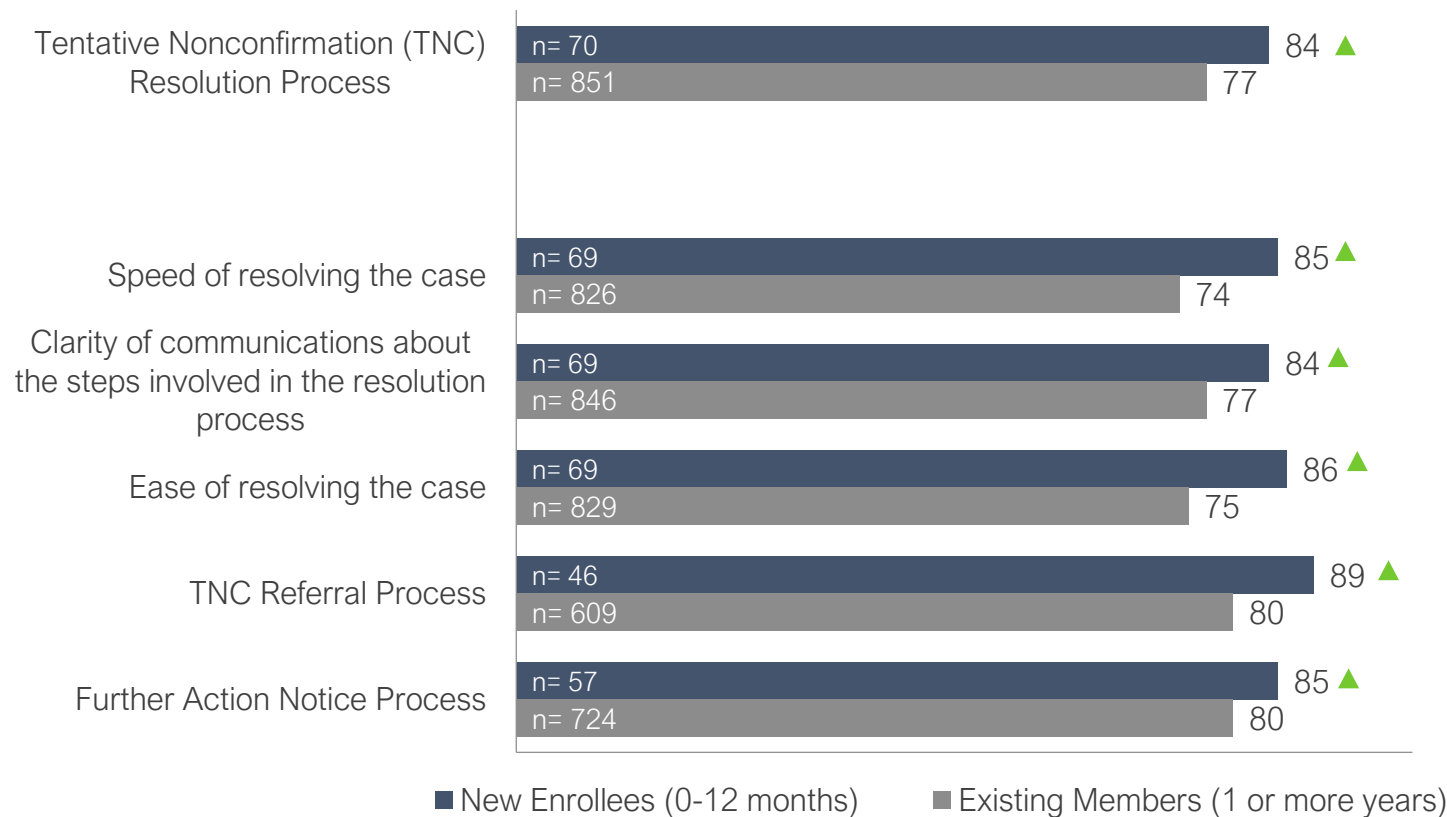 Tentative Nonconfirmation (TNC)
Resolution Process
n= 70
84
n= 851
77
Speed of resolving the case
n= 69
85
n= 826
74
Clarity of communications about
the steps involved in the resolution
process
n= 69
84
n= 846
77
Ease of resolving the case
n= 69
86
n= 829
75
TNC Referral Process
n= 46
89
n= 609
80
Further Action Notice Process
n= 57
85
n= 724
80
New Enrollees (0-12 months)
Existing Members (1 or more years)